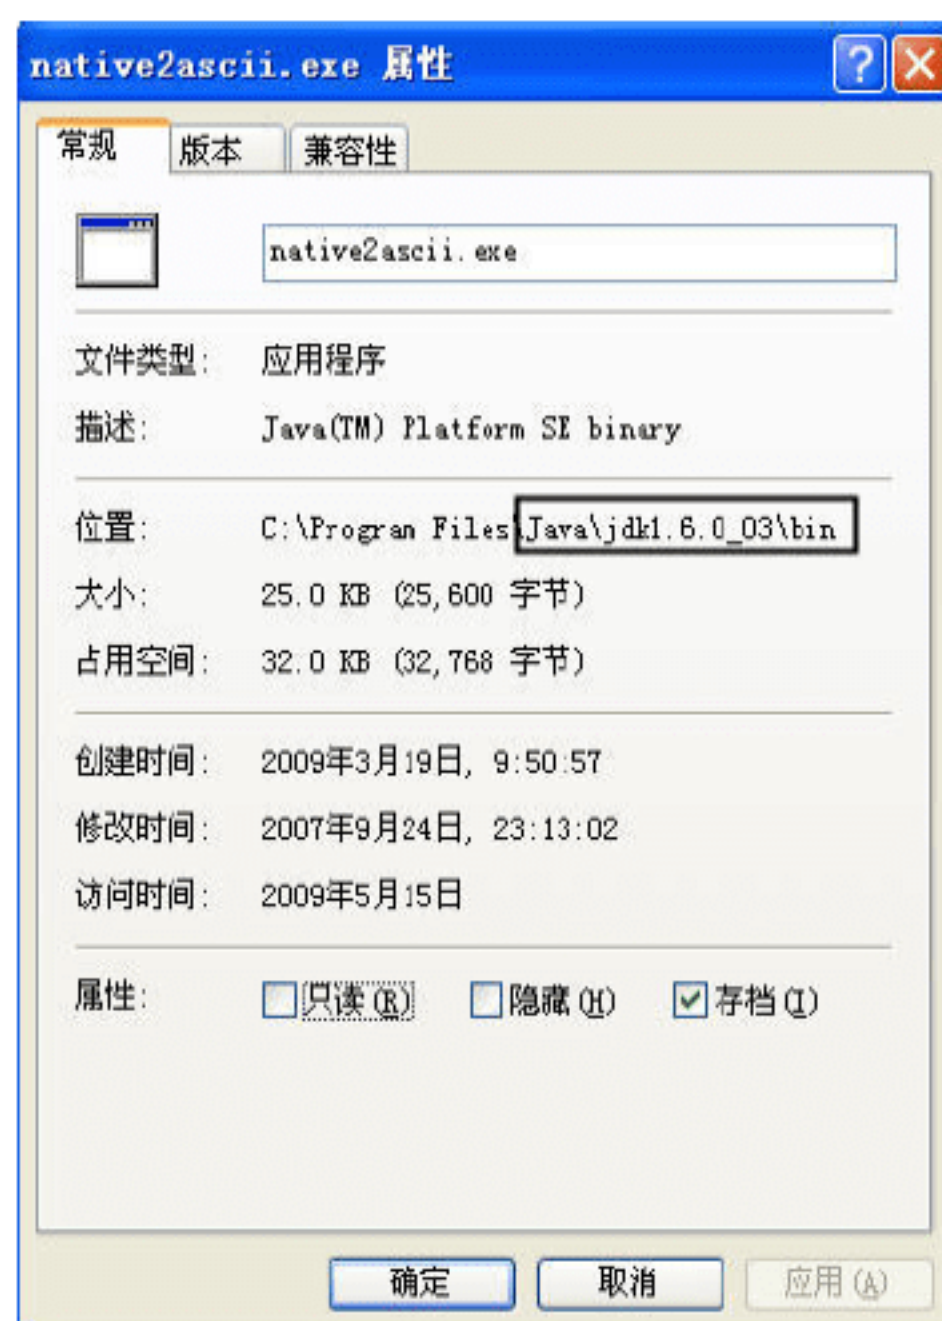 native2ascii.exe 属性
常规 版本 兼容性
native2ascii.exe
文件类型: 应用程序
描述: Java(TM) Platform SE binary
位置: C:\Program Files\Java\jdk1.6.0_03\bin
大小: 25.0 KB (25,600 字节)
占用空间: 32.0 KB (32,768 字节)
创建时间: 2009年3月19日, 9:50:57
修改时间: 2007年9月24日, 23:13:02
访问时间: 2009年5月15日
属性: 只读(R) 隐藏(H) 存档(I)
确定 取消 应用(A)